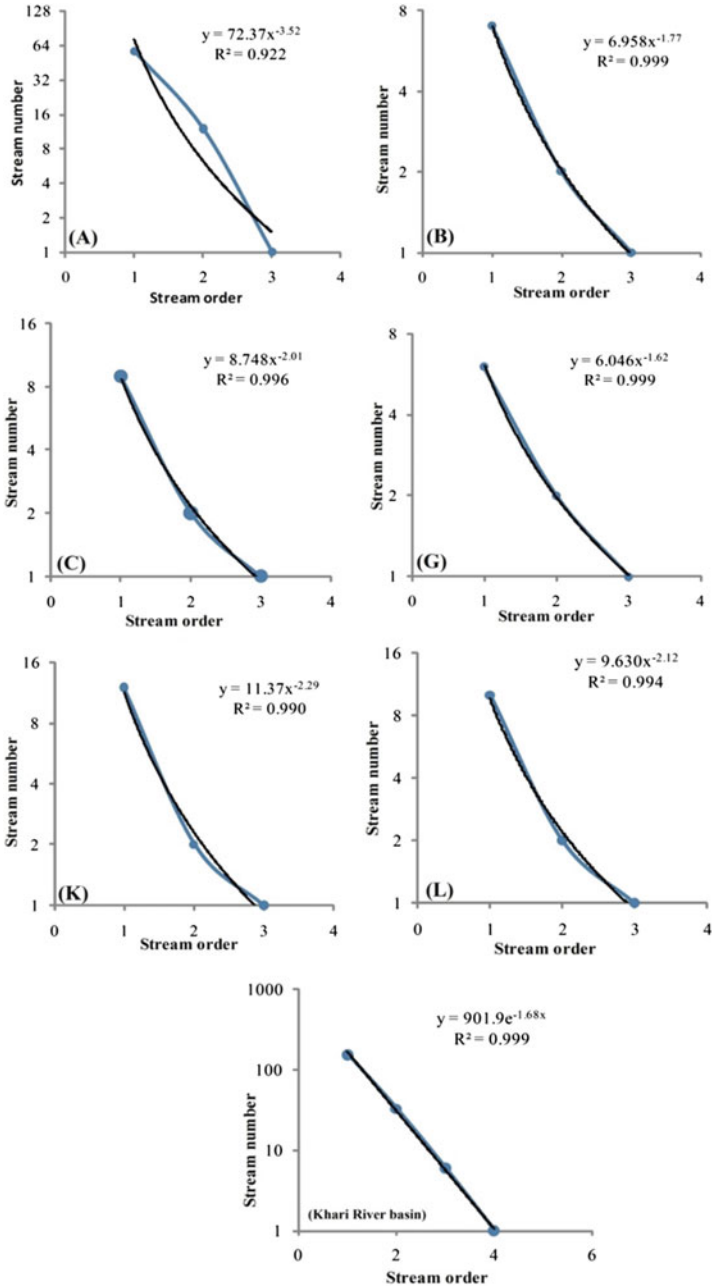 128
64
32
16
8
4
2
1
Stream number
y = 72.37x^-3.52
R² = 0.922
(A)
0 1 2 3 4
Stream order
8
4
2
1
Stream number
y = 6.958x^-1.77
R² = 0.999
(B)
0 1 2 3 4
Stream order
16
8
4
2
1
Stream number
y = 8.748x^-2.01
R² = 0.996
(C)
0 1 2 3 4
Stream order
8
4
2
1
Stream number
y = 6.046x^-1.62
R² = 0.999
(G)
0 1 2 3 4
Stream order
16
8
4
2
1
Stream number
y = 11.37x^-2.29
R² = 0.990
(K)
0 1 2 3 4
Stream order
16
8
4
2
1
Stream number
y = 9.630x^-2.12
R² = 0.994
(L)
0 1 2 3 4
Stream order
1000
100
10
1
Stream number
y = 901.9e^-1.68x
R² = 0.999
(Khari River basin)
0 2 4 6
Stream order